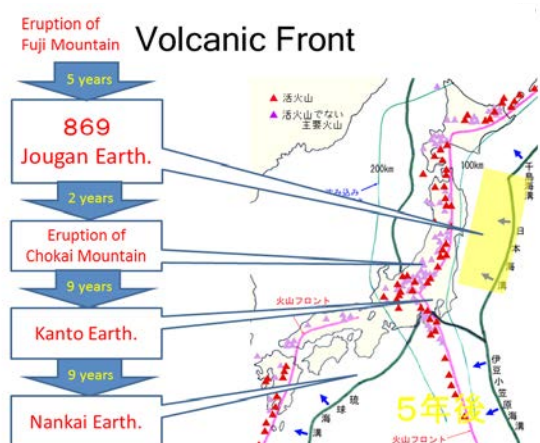 Eruption of
Fuji Mountain
Volcanic Front
5 years
869
Jougan Earth.
2 years
Eruption of
Chokai Mountain
9 years
Kanto Earth.
9 years
Nankai Earth.
▲ 活火山
▲ 活火山でない
主要火山
200km
100km
千島海溝
日本海溝
火山フロント
伊豆小笠原海溝
琉球海溝
5年後
火山フロント